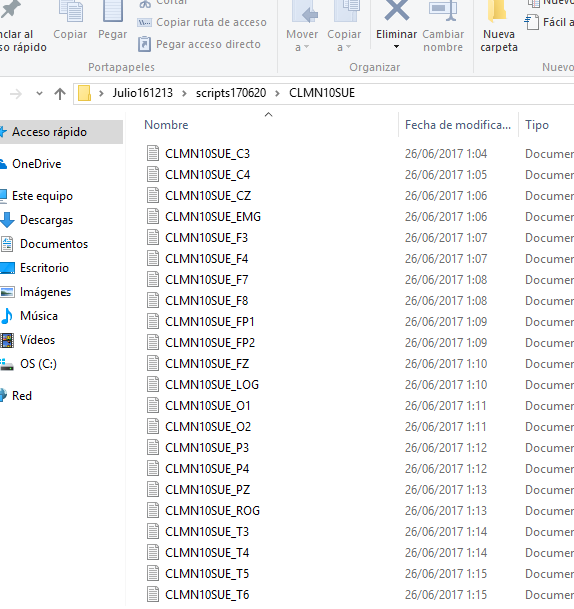 Cortar
nclar al
Copiar
Pegar
Copiar ruta de acceso
Mover
Copiar
Eliminar
Cambiar
Nueva
Fácil a
so rápido
Pegar acceso directo
a
a
nombre
carpeta
Portapapeles
Organizar
Nuevo
Julio161213
scripts170620
CLMN10SUE
Acceso rápido
OneDrive
Este equipo
Descargas
Documentos
Escritorio
Imágenes
Música
Vídeos
OS (C:)
Red
Nombre Fecha de modifica... Tipo
CLMN10SUE_C3 26/06/2017 1:04 Documen
CLMN10SUE_C4 26/06/2017 1:05 Documen
CLMN10SUE_CZ 26/06/2017 1:06 Documen
CLMN10SUE_EMG 26/06/2017 1:06 Documen
CLMN10SUE_F3 26/06/2017 1:07 Documen
CLMN10SUE_F4 26/06/2017 1:07 Documen
CLMN10SUE_F7 26/06/2017 1:08 Documen
CLMN10SUE_F8 26/06/2017 1:08 Documen
CLMN10SUE_FP1 26/06/2017 1:09 Documen
CLMN10SUE_FP2 26/06/2017 1:09 Documen
CLMN10SUE_FZ 26/06/2017 1:10 Documen
CLMN10SUE_LOG 26/06/2017 1:10 Documen
CLMN10SUE_O1 26/06/2017 1:11 Documen
CLMN10SUE_O2 26/06/2017 1:11 Documen
CLMN10SUE_P3 26/06/2017 1:12 Documen
CLMN10SUE_P4 26/06/2017 1:12 Documen
CLMN10SUE_PZ 26/06/2017 1:13 Documen
CLMN10SUE_ROG 26/06/2017 1:13 Documen
CLMN10SUE_T3 26/06/2017 1:14 Documen
CLMN10SUE_T4 26/06/2017 1:14 Documen
CLMN10SUE_T5 26/06/2017 1:15 Documen
CLMN10SUE_T6 26/06/2017 1:15 Documen